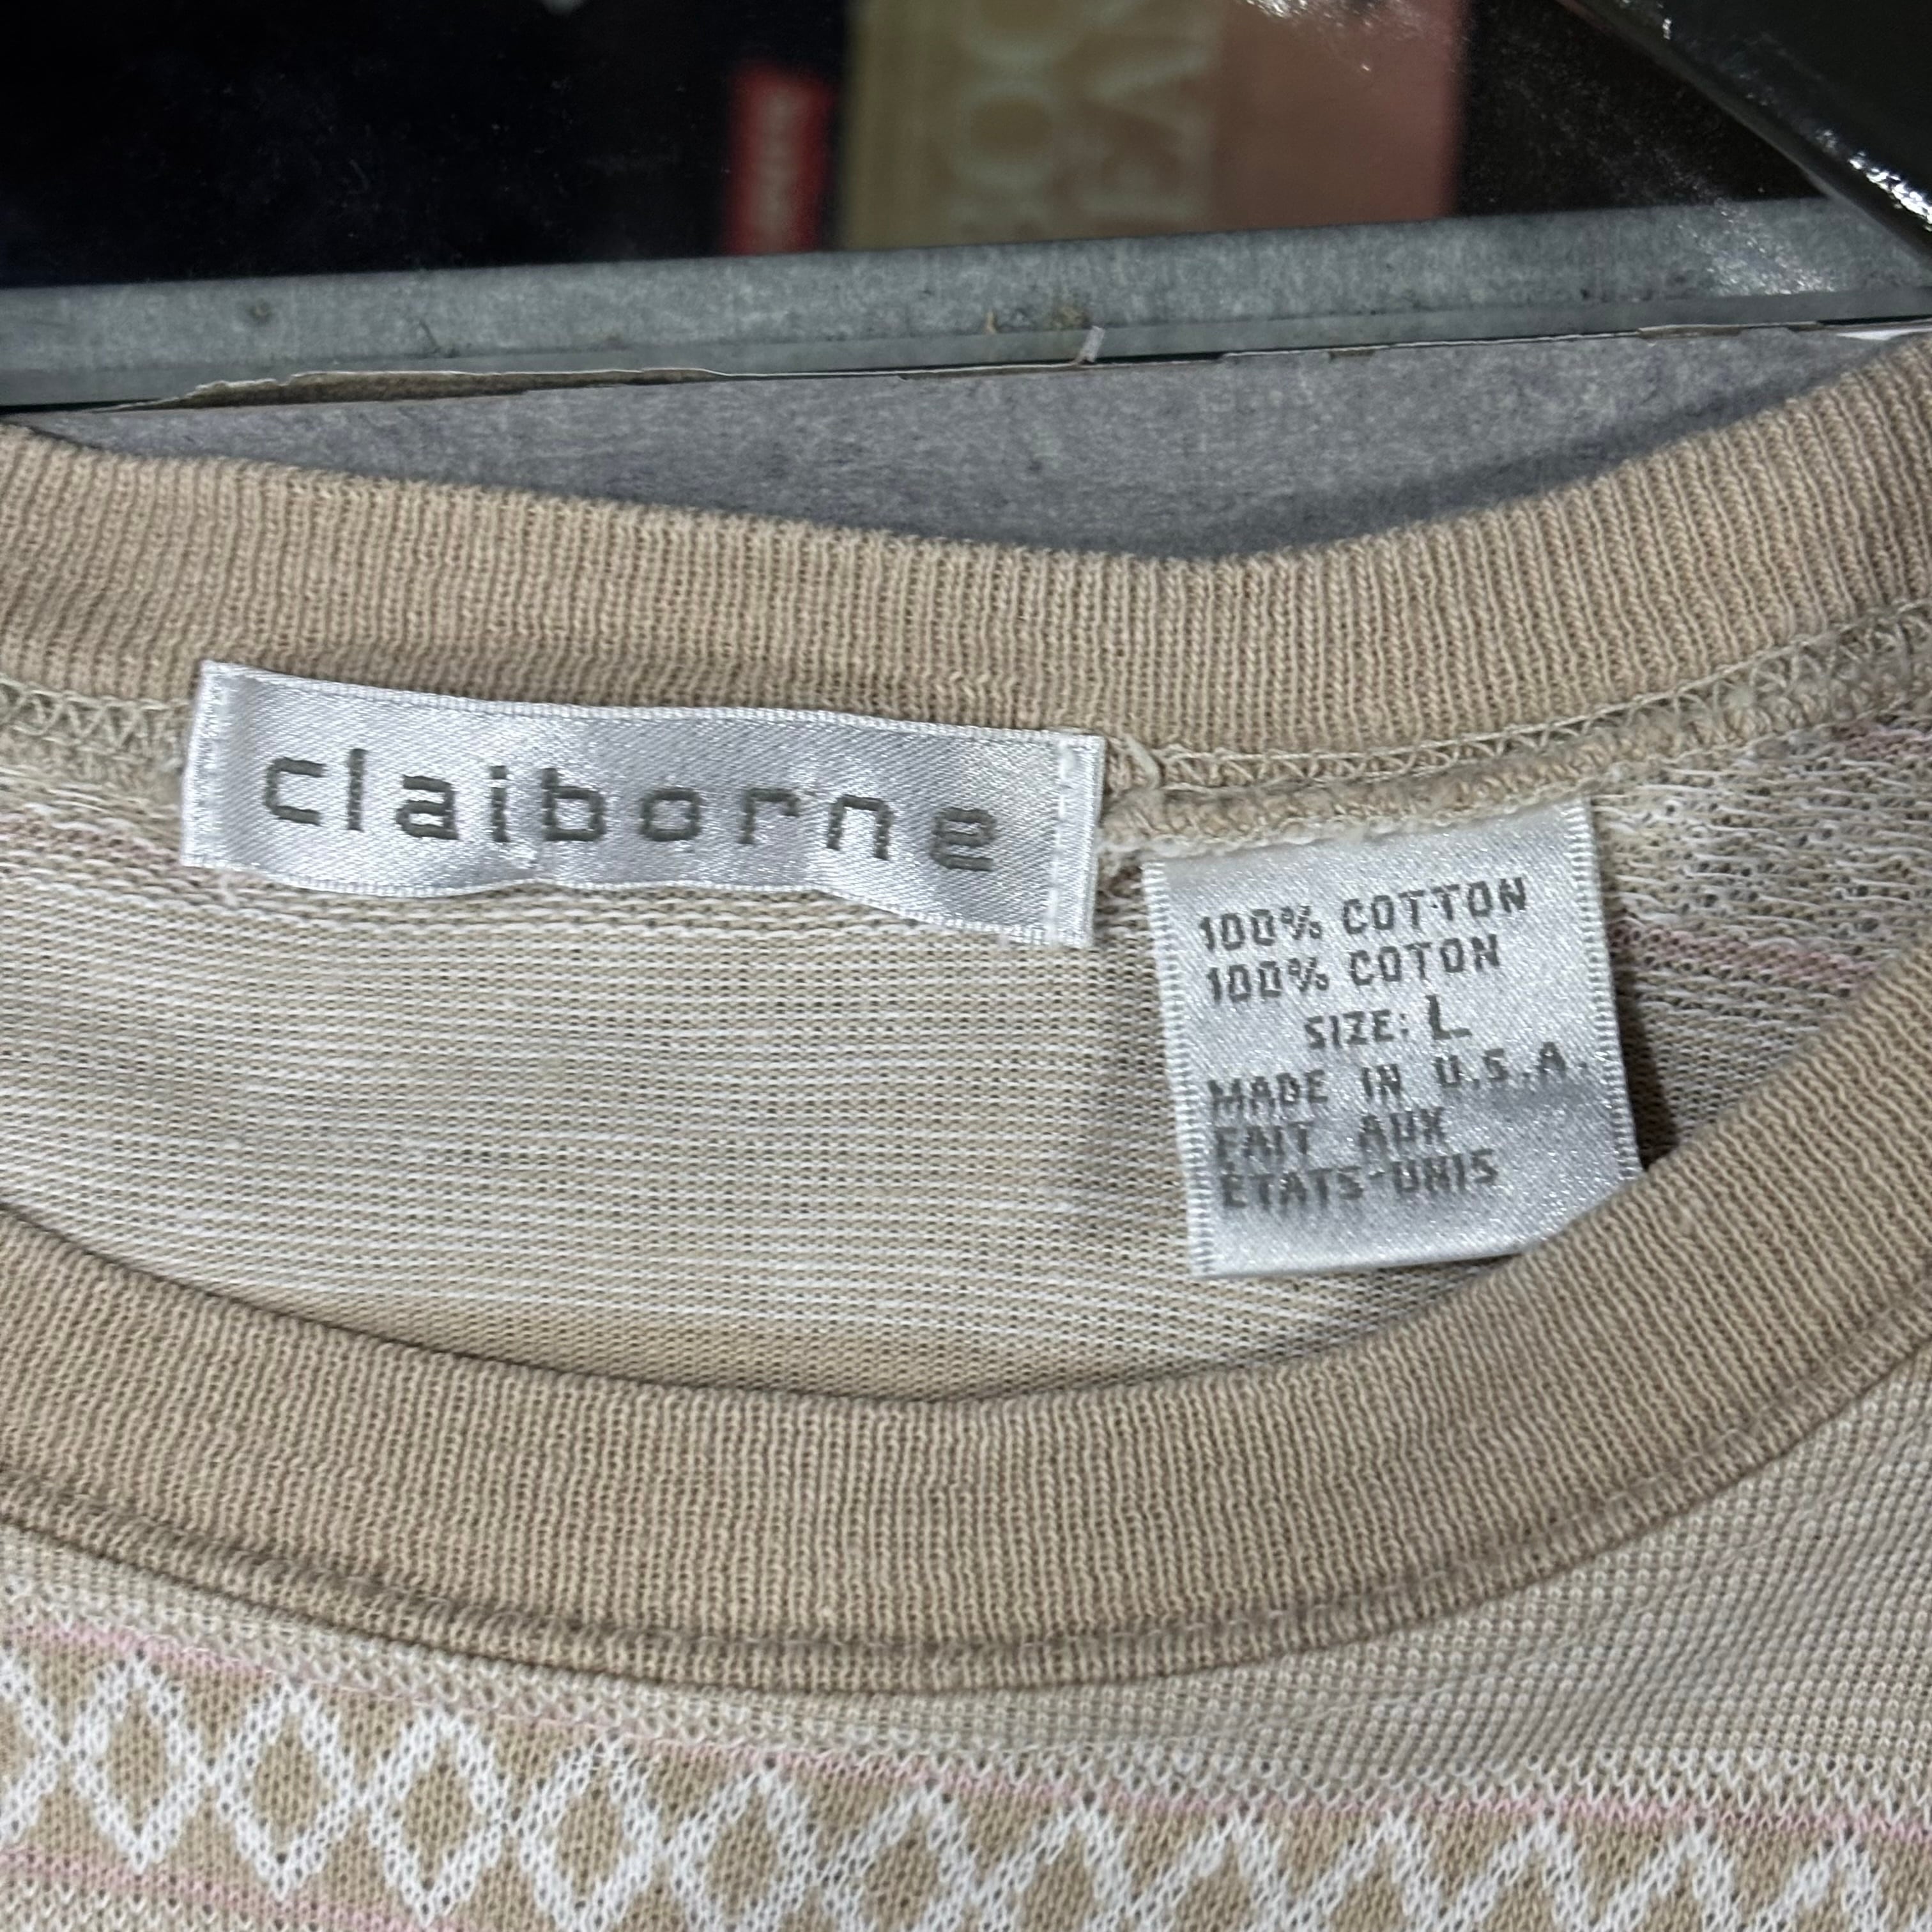 claiborne
100% COTTON
100% COTON
SIZE: L
MADE IN U.S.A.
FAIT AUX
ETATS-UNIS